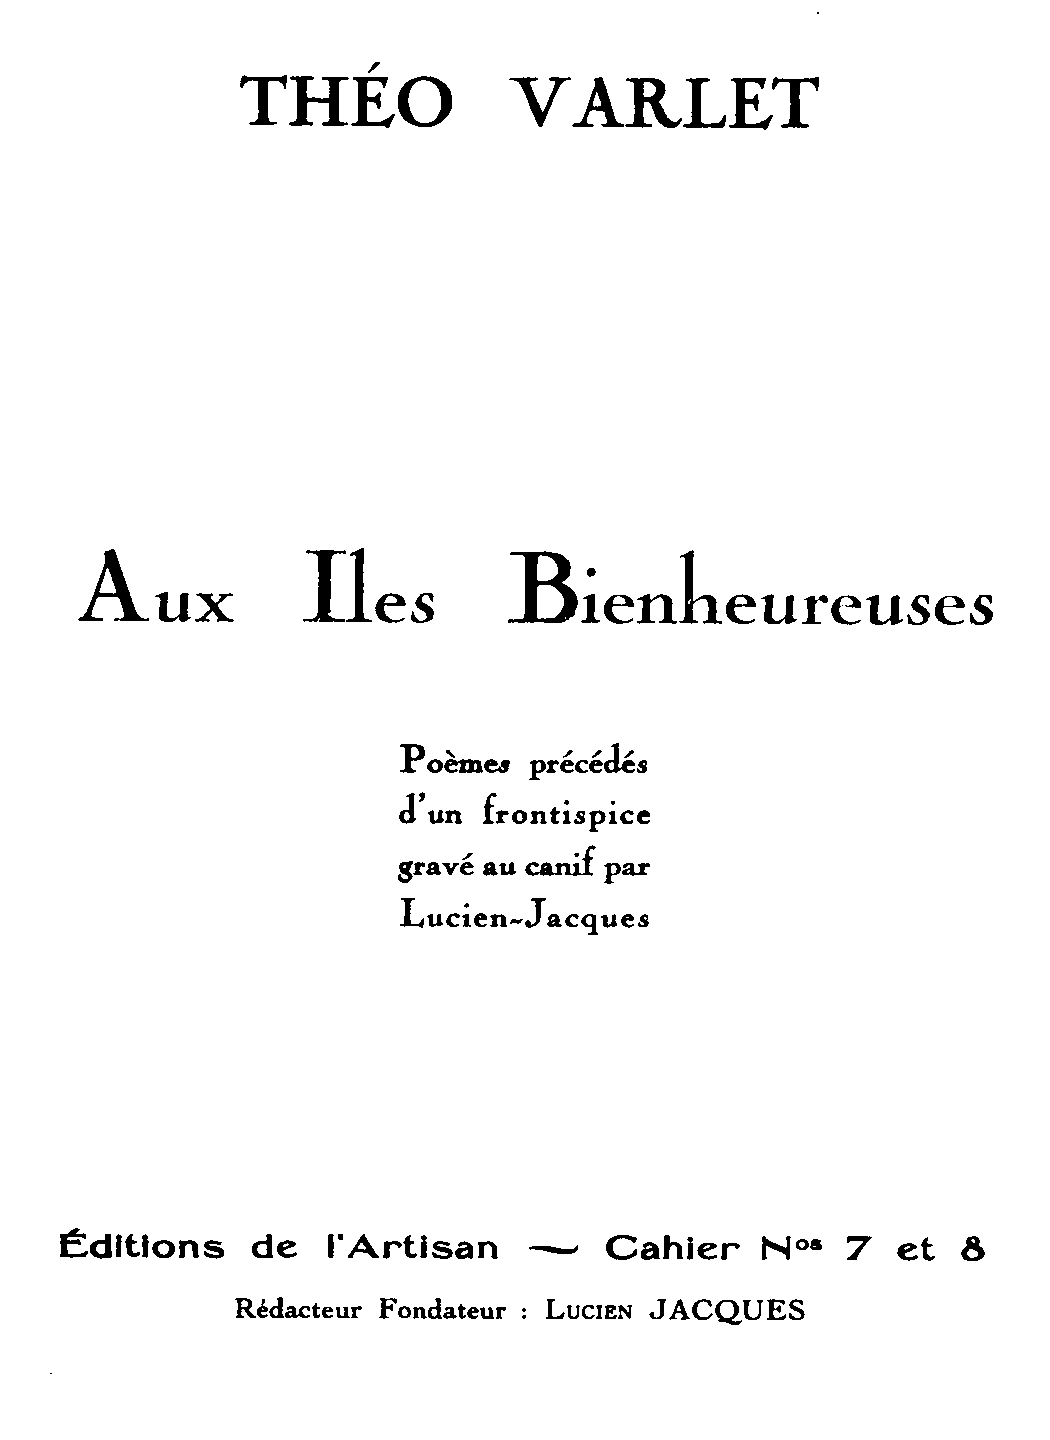 THÉO VARLET
Aux Iles Bienheureuses
Poèmes précédés
d'un frontispice
gravé au canif par
Lucien-Jacques
Éditions de l'Artisan — Cahier Nos 7 et 8
Rédacteur Fondateur : Lucien JACQUES